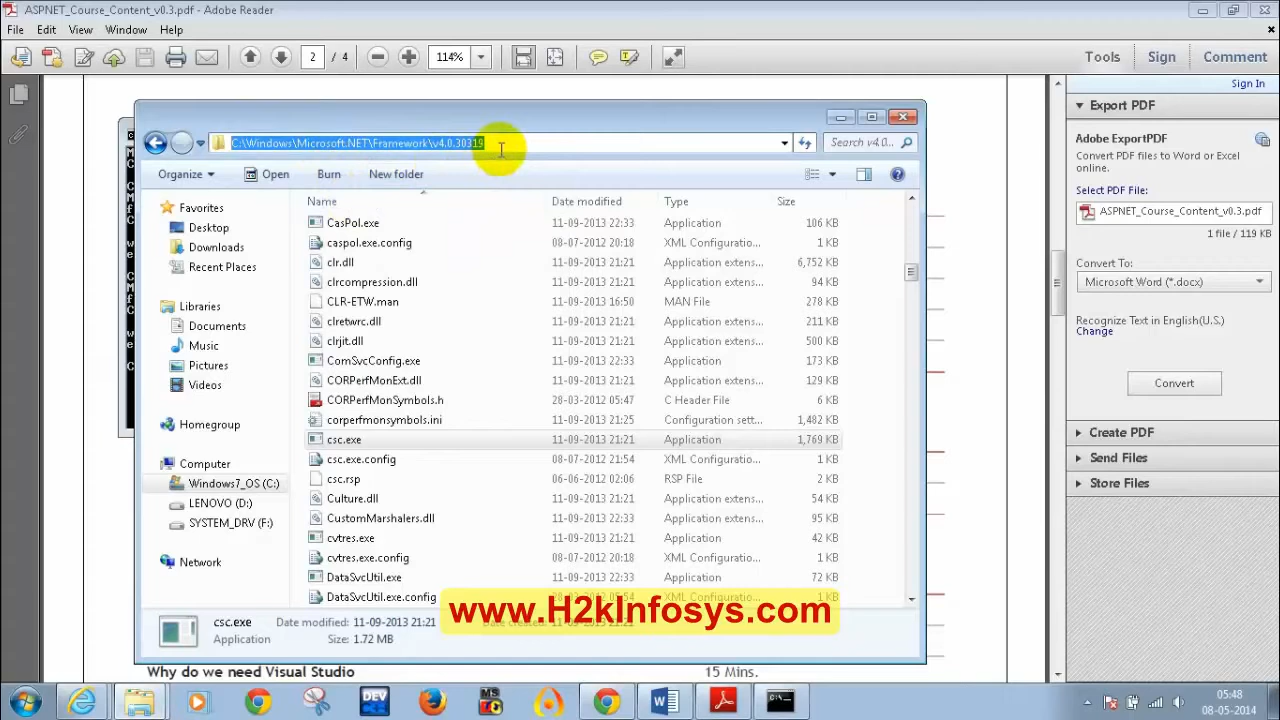 ASPNET_Course_Content_v0.3.pdf - Adobe Reader
File Edit View Window Help
2 / 4 114% Tools Sign Comment
Sign In
Export PDF
Adobe ExportPDF
Convert PDF files to Word or Excel
online.
Select PDF File:
ASPNET_Course_Content_v0.3.pdf
1 file / 119 KB
Convert To:
Microsoft Word (*.docx)
Recognize Text in English(U.S.)
Change
Convert
Create PDF
Send Files
Store Files
C:\Windows\Microsoft.NET\Framework\v4.0.30319
Search v4.0...
Organize Open Burn New folder
Favorites
Desktop
Downloads
Recent Places
Libraries
Documents
Music
Pictures
Videos
Homegroup
Computer
Windows7_OS (C:)
LENOVO (D:)
SYSTEM_DRV (F:)
Network
Name Date modified Type Size
CasPol.exe 11-09-2013 22:33 Application 106 KB
caspol.exe.config 08-07-2012 20:18 XML Configuratio... 1 KB
clr.dll 11-09-2013 21:21 Application extens... 6,752 KB
clrcompression.dll 11-09-2013 21:21 Application extens... 94 KB
CLR-ETW.man 11-09-2013 16:50 MAN File 278 KB
clretwrc.dll 11-09-2013 21:21 Application extens... 211 KB
clrjit.dll 11-09-2013 21:21 Application extens... 500 KB
ComSvcConfig.exe 11-09-2013 22:33 Application 173 KB
CORPerfMonExt.dll 11-09-2013 21:21 Application extens... 129 KB
CORPerfMonSymbols.h 28-03-2012 05:47 C Header File 6 KB
corperfmonsymbols.ini 11-09-2013 21:25 Configuration sett... 1,482 KB
csc.exe 11-09-2013 21:21 Application 1,769 KB
csc.exe.config 08-07-2012 21:54 XML Configuratio... 1 KB
csc.rsp 06-06-2012 02:06 RSP File 2 KB
Culture.dll 11-09-2013 21:21 Application extens... 54 KB
CustomMarshalers.dll 11-09-2013 22:33 Application extens... 95 KB
cvtres.exe 11-09-2013 21:21 Application 42 KB
cvtres.exe.config 08-07-2012 20:18 XML Configuratio... 1 KB
DataSvcUtil.exe 11-09-2013 22:33 Application 72 KB
DataSvcUtil.exe.config
www.H2kInfosys.com
csc.exe Date modified: 11-09-2013 21:21
Application Size: 1.72 MB
Why do we need Visual Studio 15 Mins.
DEV
MS
05:48
08-05-2014